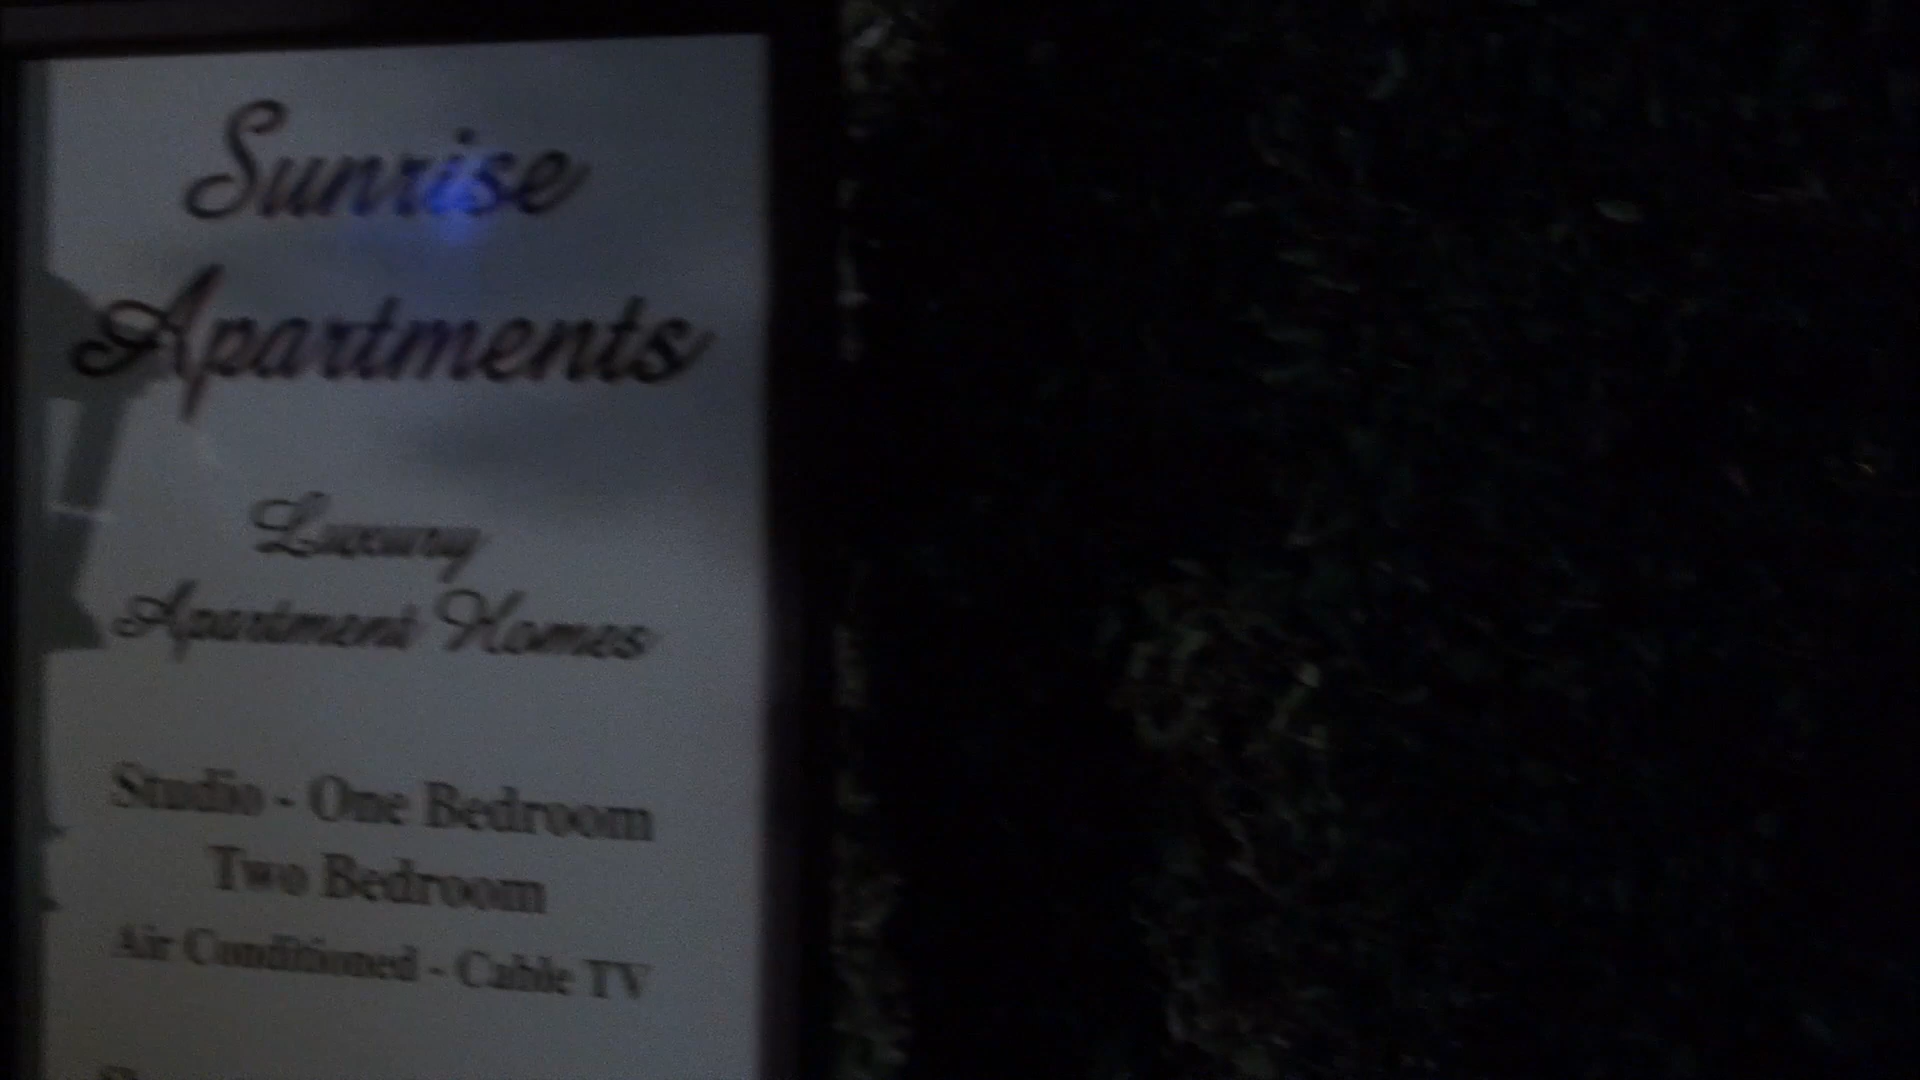 Sunrise
Apartments
Luxury
Apartment Homes
Studio - One Bedroom
Two Bedroom
Air Conditioned - Cable TV